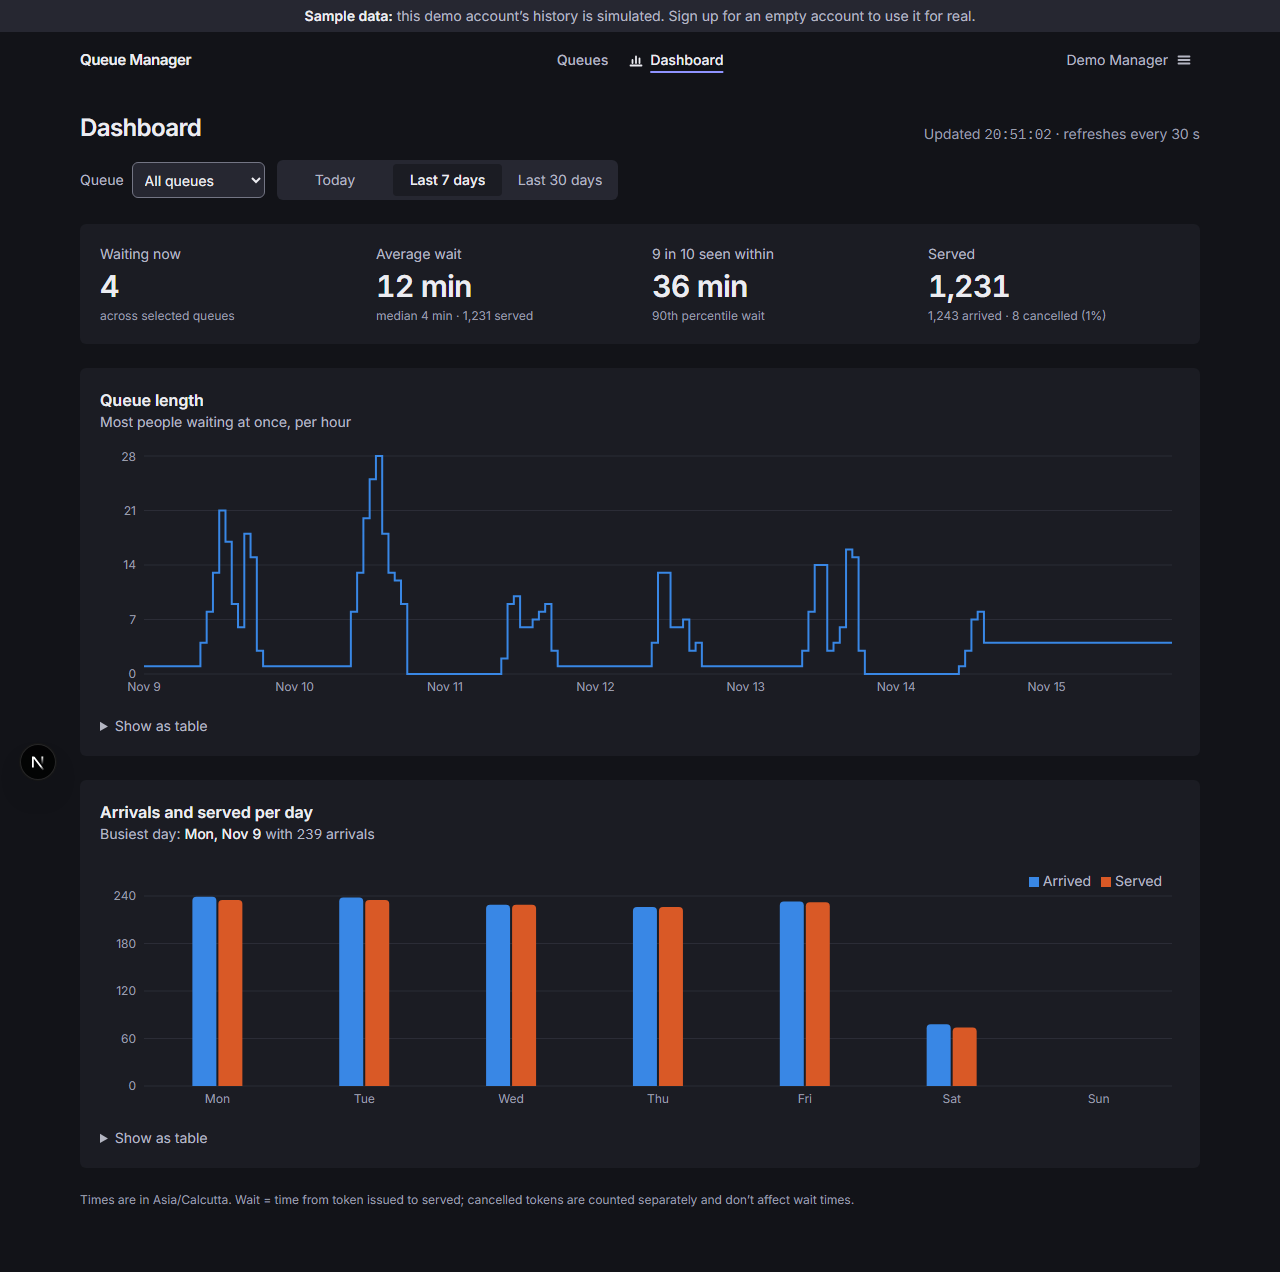 Sample data: this demo account's history is simulated. Sign up for an empty account to use it for real.
Queue Manager
Queues
Dashboard
Demo Manager
Dashboard
Updated 20:51:02 · refreshes every 30 s
Queue
All queues
Today
Last 7 days
Last 30 days
Waiting now
4
across selected queues
Average wait
12 min
median 4 min · 1,231 served
9 in 10 seen within
36 min
90th percentile wait
Served
1,231
1,243 arrived · 8 cancelled (1%)
Queue length
Most people waiting at once, per hour
28
21
14
7
0
Nov 9 Nov 10 Nov 11 Nov 12 Nov 13 Nov 14 Nov 15
Show as table
N
Arrivals and served per day
Busiest day: Mon, Nov 9 with 239 arrivals
Arrived Served
240
180
120
60
0
Mon Tue Wed Thu Fri Sat Sun
Show as table
Times are in Asia/Calcutta. Wait = time from token issued to served; cancelled tokens are counted separately and don't affect wait times.